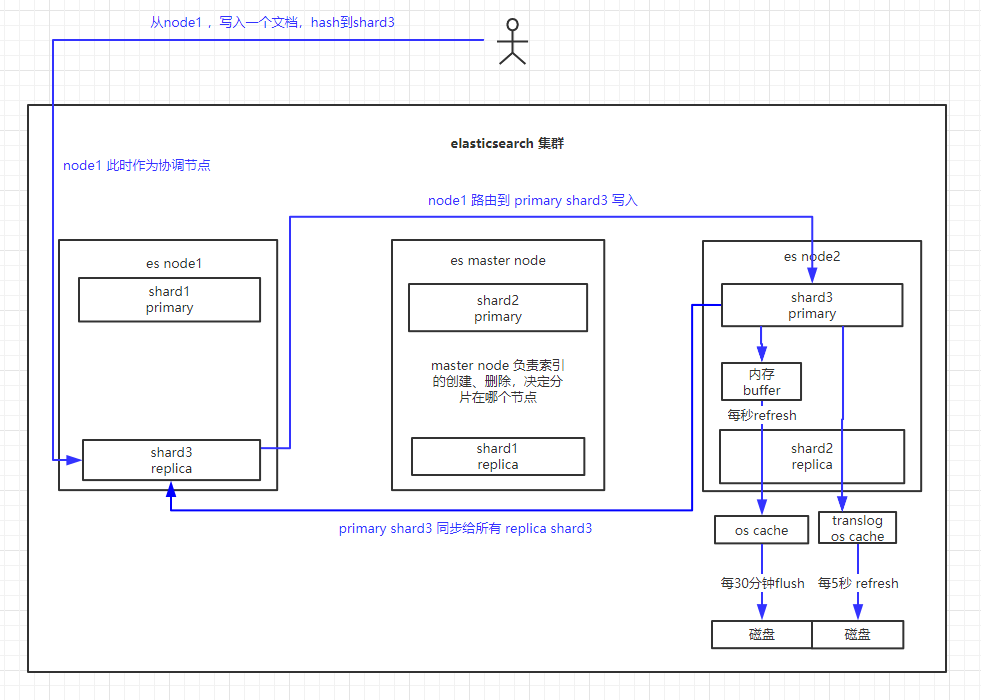 从node1 ，写入一个文档，hash到shard3
elasticsearch 集群
node1 此时作为协调节点
node1 路由到 primary shard3 写入
es node1
shard1
primary
shard3
replica
es master node
shard2
primary
master node 负责索引
的创建、删除，决定分
片在哪个节点
shard1
replica
es node2
shard3
primary
内存
buffer
每秒refresh
shard2
replica
primary shard3 同步给所有 replica shard3
os cache
translog
os cache
每30分钟flush
每5秒 refresh
磁盘
磁盘